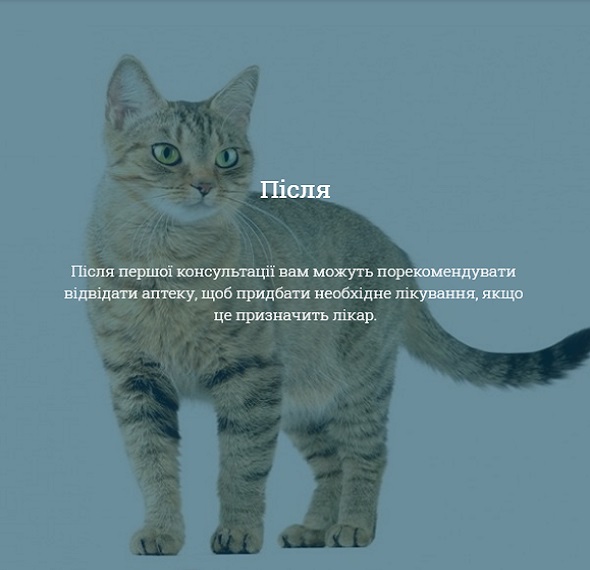 Після
Після першої консультації вам можуть порекомендувати
відвідати аптеку, щоб придбати необхідне лікування, якщо
це призначить лікар.